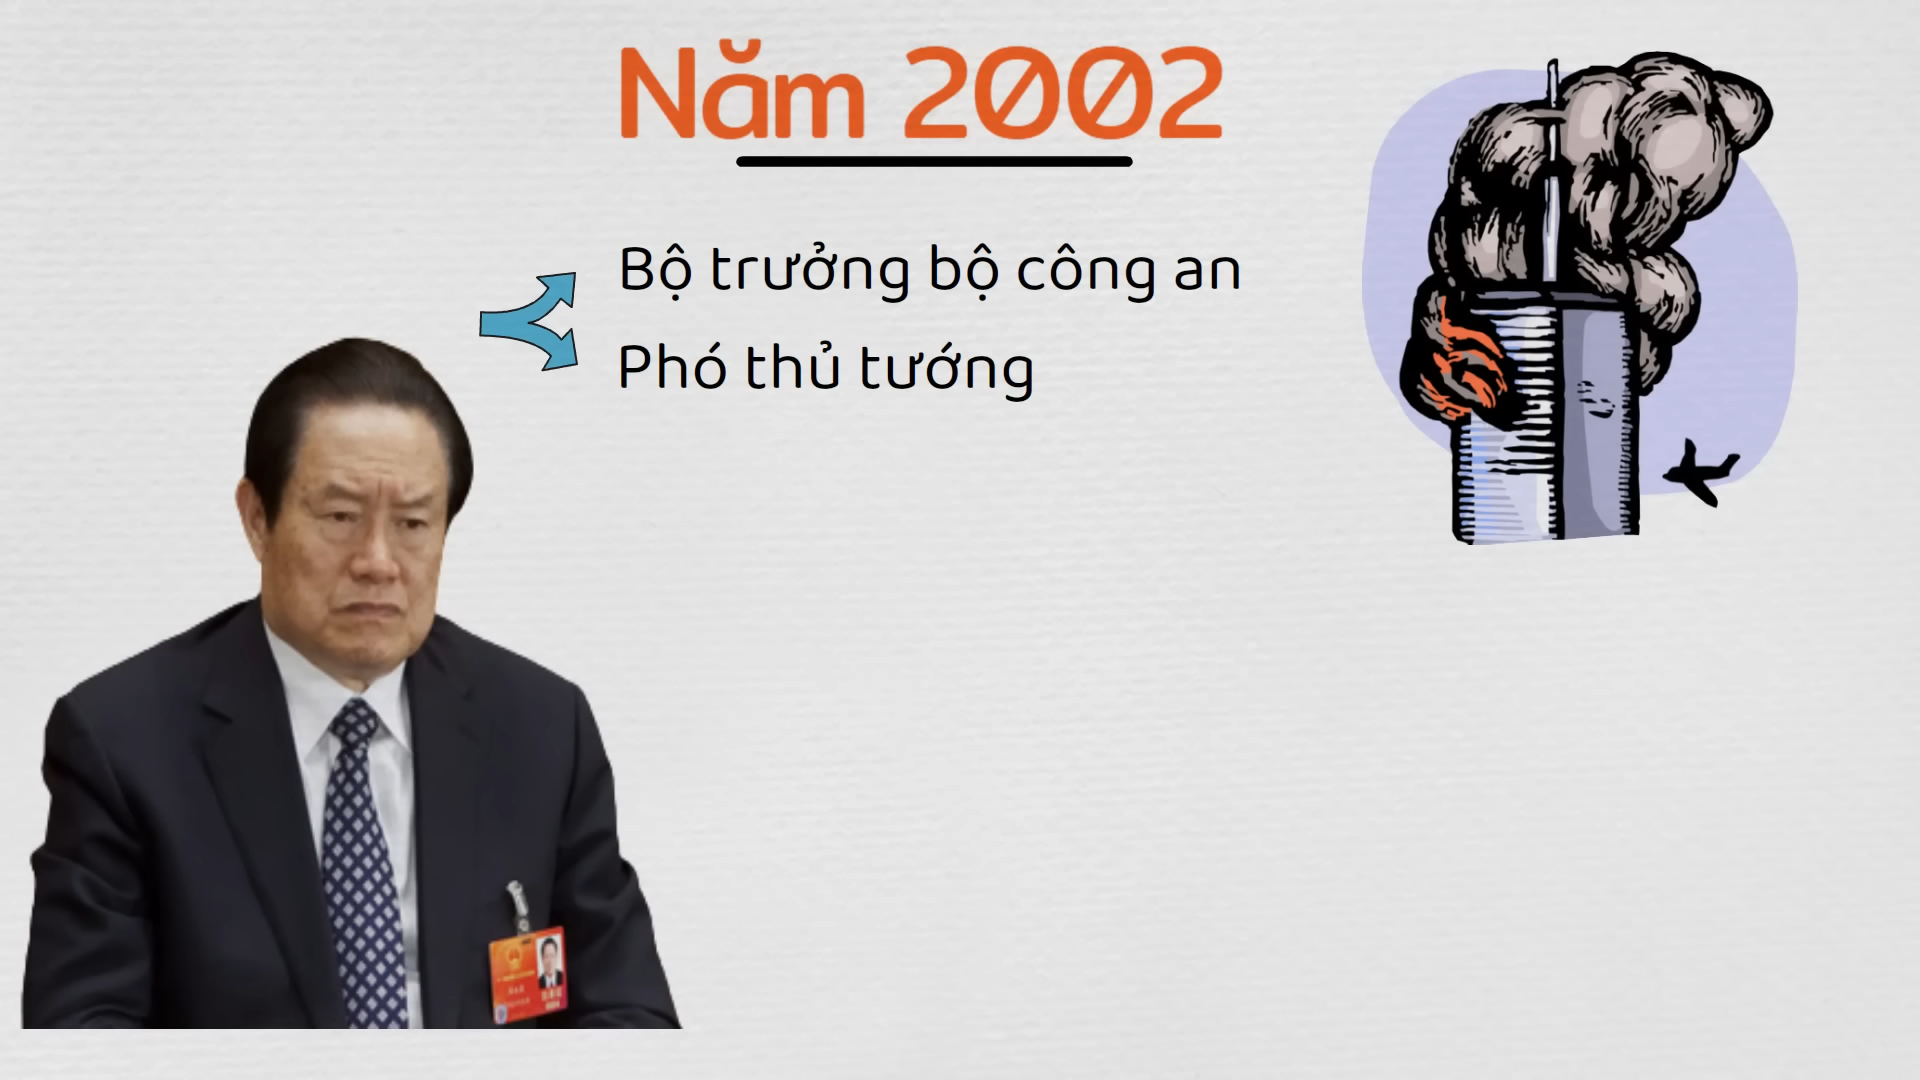 Năm 2002
Bộ trưởng bộ công an
Phó thủ tướng